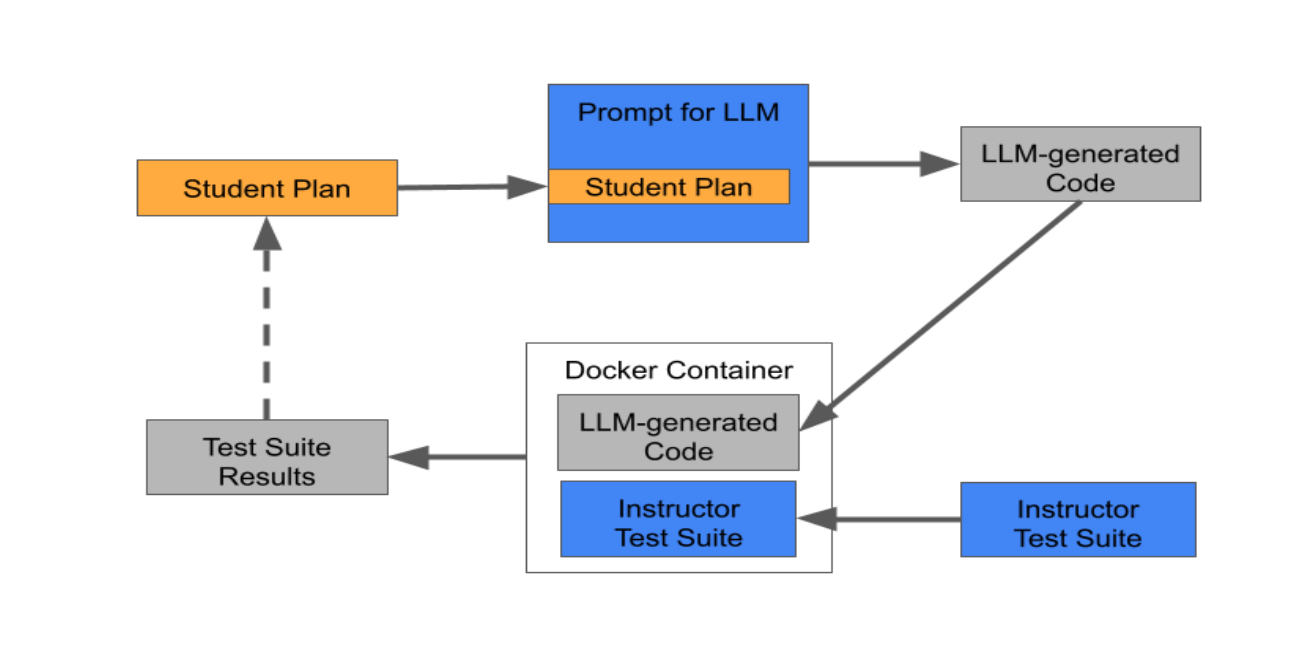 Prompt for LLM
Student Plan
Student Plan
LLM-generated
Code
Docker Container
LLM-generated
Code
Test Suite
Results
Instructor
Test Suite
Instructor
Test Suite